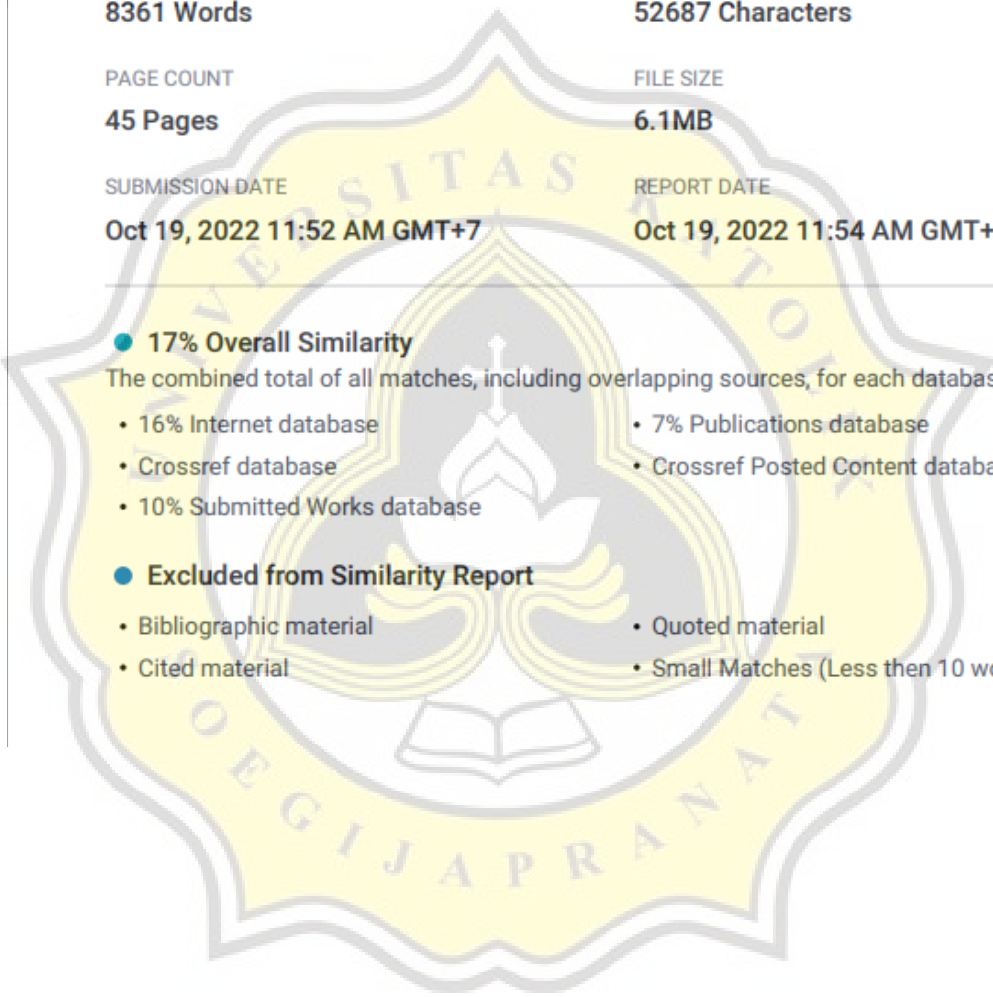 8361 Words
52687 Characters
PAGE COUNT
FILE SIZE
45 Pages
6.1MB
SUBMISSION DATE
REPORT DATE
Oct 19, 2022 11:52 AM GMT+7
Oct 19, 2022 11:54 AM GMT+
17% Overall Similarity
The combined total of all matches, including overlapping sources, for each databas
• 16% Internet database
• 7% Publications database
• Crossref database
• Crossref Posted Content databa
• 10% Submitted Works database
Excluded from Similarity Report
• Bibliographic material
• Quoted material
• Cited material
• Small Matches (Less then 10 wo
UNIVERSITAS KATOLIK
SOEGIJAPRANATA